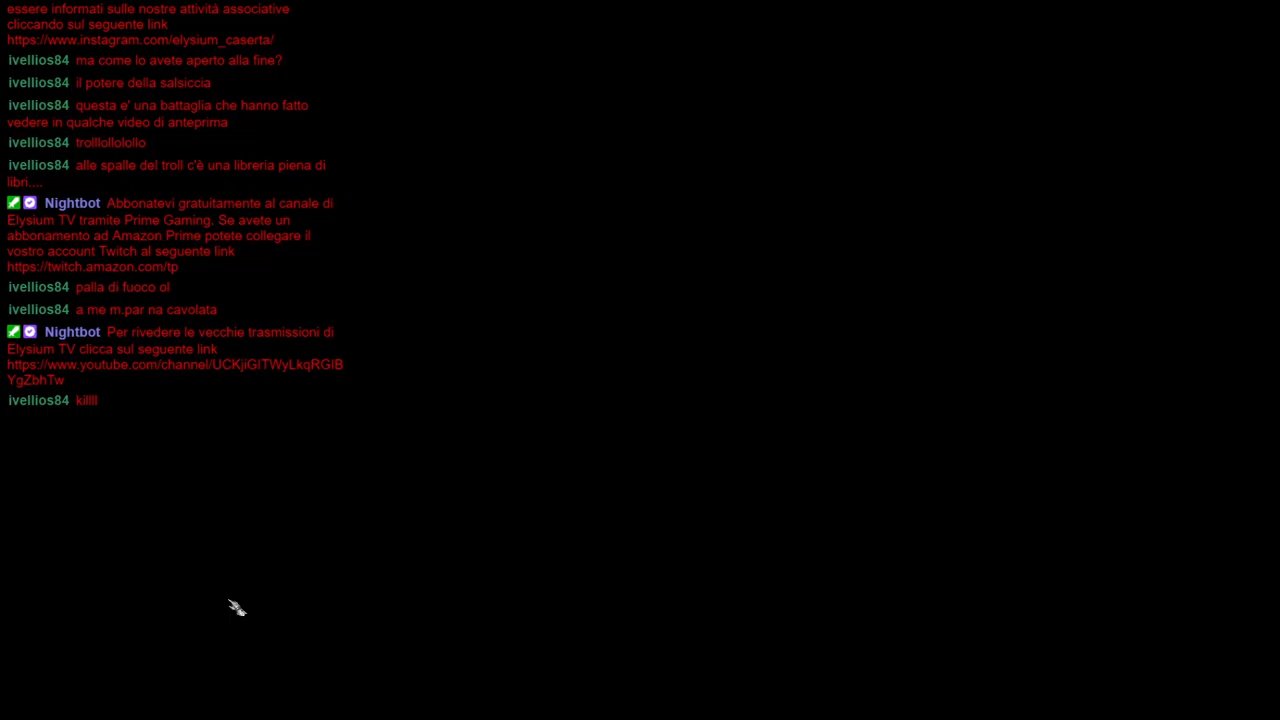 essere informati sulle nostre attività associative
cliccando sul seguente link
https://www.instagram.com/elysium_caserta/
ivellios84 ma come lo avete aperto alla fine?
ivellios84 il potere della salsiccia
ivellios84 questa e' una battaglia che hanno fatto
vedere in qualche video di anteprima
ivellios84 trolllollolollo
ivellios84 alle spalle del troll c'è una libreria piena di
libri....
Nightbot Abbonatevi gratuitamente al canale di
Elysium TV tramite Prime Gaming. Se avete un
abbonamento ad Amazon Prime potete collegare il
vostro account Twitch al seguente link
https://twitch.amazon.com/tp
ivellios84 palla di fuoco ol
ivellios84 a me m.par na cavolata
Nightbot Per rivedere le vecchie trasmissioni di
Elysium TV clicca sul seguente link
https://www.youtube.com/channel/UCKjiGITWyLkqRGIB
YgZbhTw
ivellios84 killll